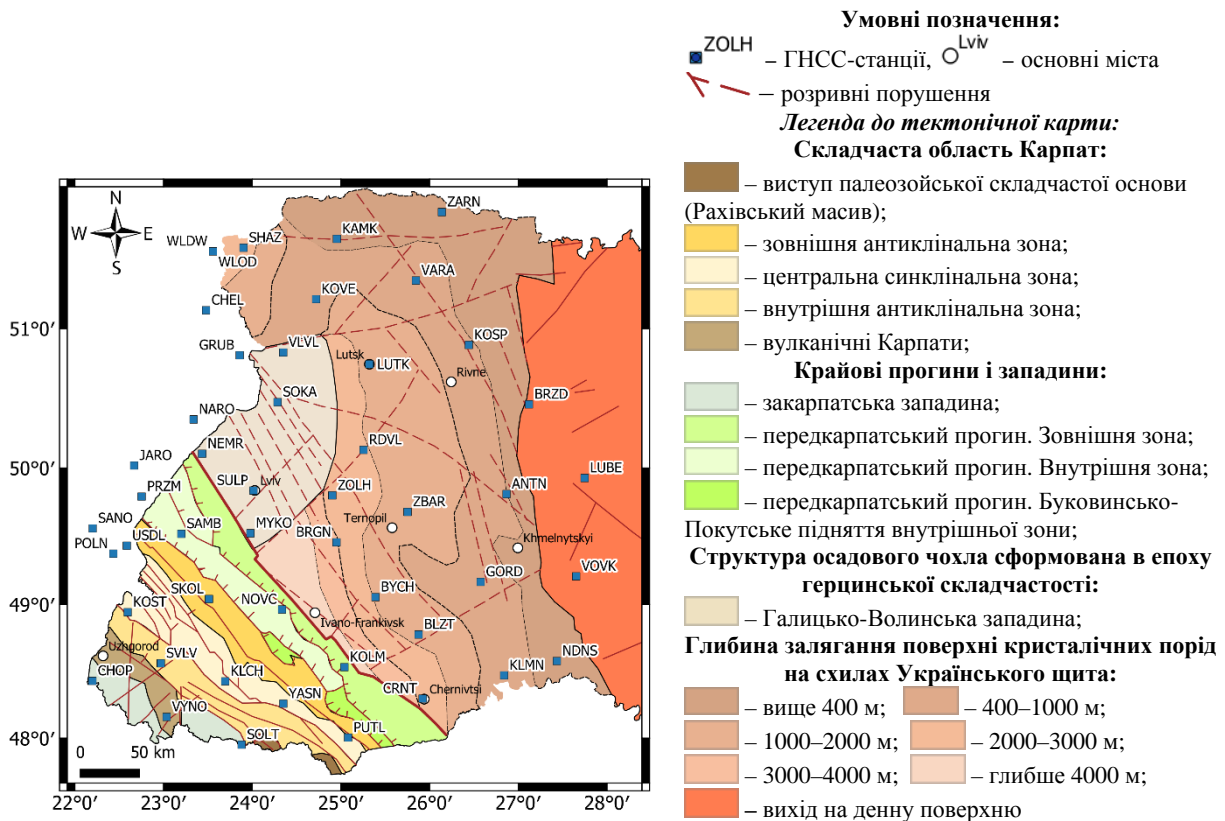 Умовні позначення:
ZOLH – ГНСС-станції, Lviv – основні міста
– розривні порушення
Легенда до тектонічної карти:
Складчаста область Карпат:
– виступ палеозойської складчастої основи
(Рахівський масив);
– зовнішня антиклінальна зона;
– центральна синклінальна зона;
– внутрішня антиклінальна зона;
– вулканічні Карпати;
Крайові прогини і западини:
– закарпатська западина;
– передкарпатський прогин. Зовнішня зона;
– передкарпатський прогин. Внутрішня зона;
– передкарпатський прогин. Буковинсько-
Покутське підняття внутрішньої зони;
Структура осадового чохла сформована в епоху
герцинської складчастості:
– Галицько-Волинська западина;
Глибина залягання поверхні кристалічних порід
на схилах Українського щита:
– вище 400 м; – 400–1000 м;
– 1000–2000 м; – 2000–3000 м;
– 3000–4000 м; – глибше 4000 м;
– вихід на денну поверхню
N
W E
S
ZARN
SHAZ
KAMK
WLDW
WLOD
VARA
KOVE
CHEL
51°0′
KOSP
GRUB
VLVL
Lutsk
LUTK
Rivne
SOKA
BRZD
NARO
NEMR
RDVL
50°0′
JARO
LUBE
SULP
Lviv
PRZM
ZOLH
ANTN
ZBAR
SANO
SAMB
MYKO
Ternopil
USDL
BRGN
POLN
Khmelnytskyi
SKOL
GORD
VOVK
BYCH
49°0′
KOST
NOVC
Ivano-Frankivsk
BLZT
Uzhgorod
SVLV
KOLM
NDNS
CHOP
KLCH
KLMN
CRNT
Chernivtsi
YASN
VYNO
PUTL
48°0′
SOLT
0 50 km
22°0′ 23°0′ 24°0′ 25°0′ 26°0′ 27°0′ 28°0′